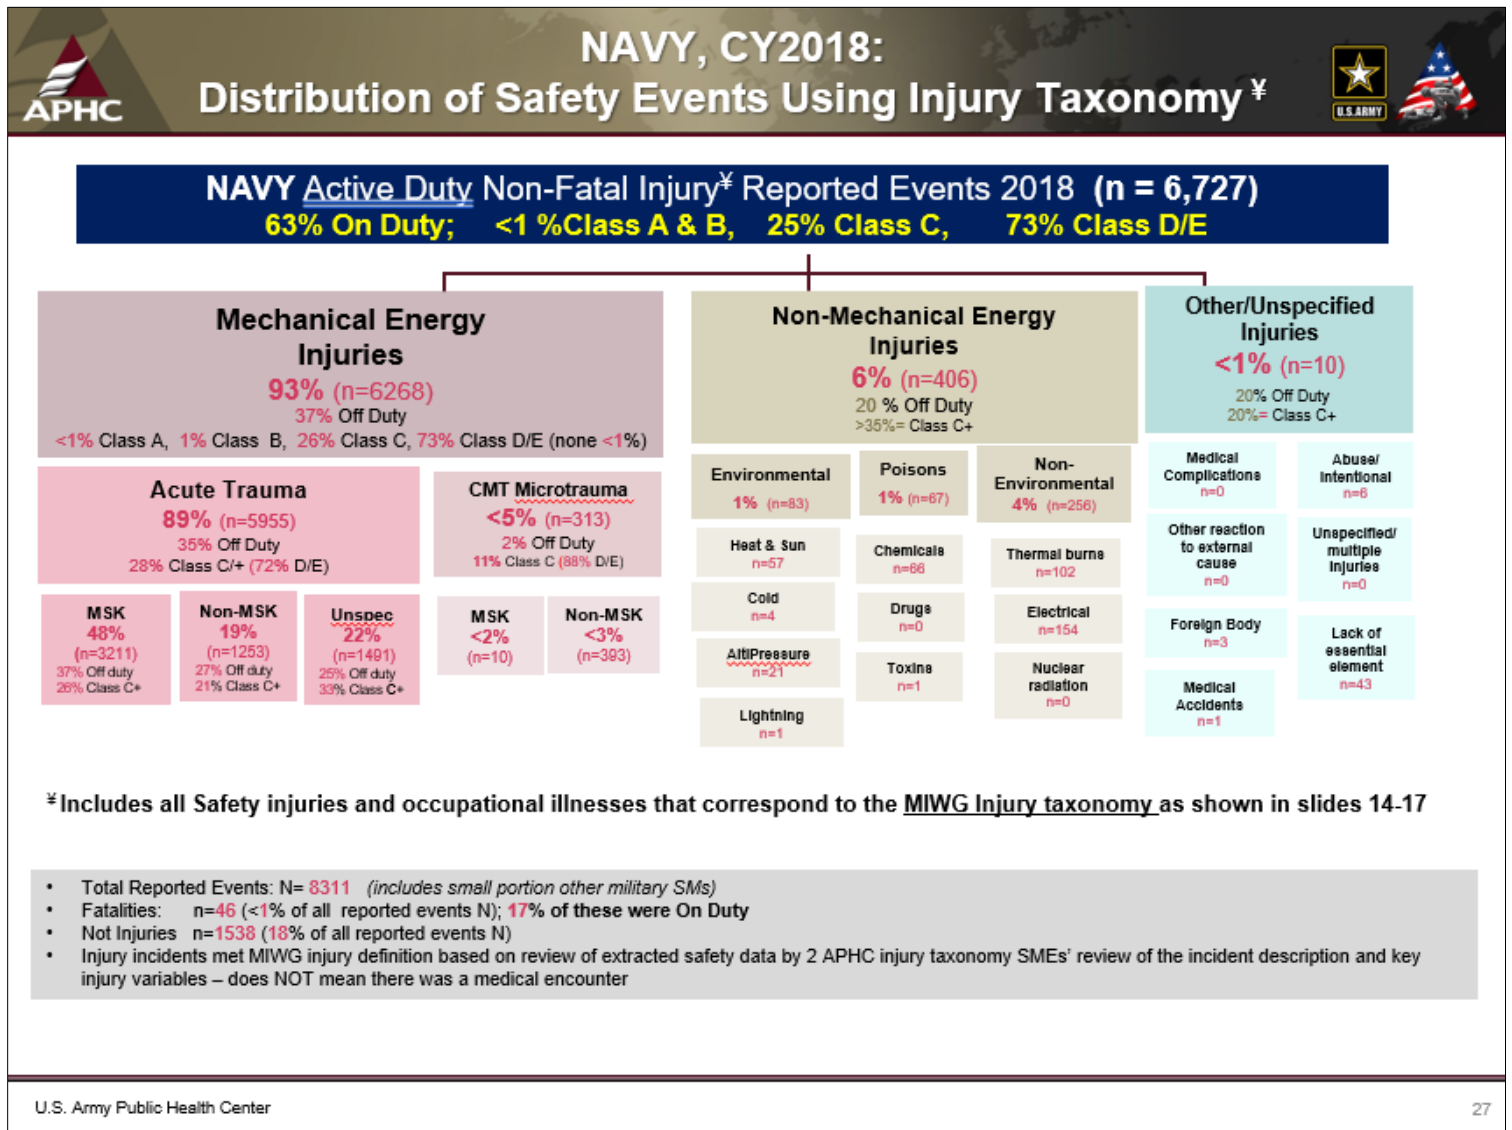 NAVY, CY2018:
Distribution of Safety Events Using Injury Taxonomy ¥
APHC
U.S.ARMY
NAVY Active Duty Non-Fatal Injury¥ Reported Events 2018 (n = 6,727)
63% On Duty; <1 %Class A & B, 25% Class C, 73% Class D/E
Mechanical Energy
Injuries
93% (n=6268)
37% Off Duty
<1% Class A, 1% Class B, 26% Class C, 73% Class D/E (none <1%)
Acute Trauma
89% (n=5955)
35% Off Duty
28% Class C/+ (72% D/E)
CMT Microtrauma
<5% (n=313)
2% Off Duty
11% Class C (88% D/E)
MSK
48%
(n=3211)
37% Off duty
26% Class C+
Non-MSK
19%
(n=1253)
27% Off duty
21% Class C+
Unspec
22%
(n=1491)
25% Off duty
33% Class C+
MSK
<2%
(n=10)
Non-MSK
<3%
(n=393)
Non-Mechanical Energy
Injuries
6% (n=406)
20 % Off Duty
>35%= Class C+
Environmental
1% (n=83)
Heat & Sun
n=57
Cold
n=4
AltiPressure
n=21
Lightning
n=1
Poisons
1% (n=67)
Chemicals
n=66
Drugs
n=0
Toxins
n=1
Non-
Environmental
4% (n=256)
Thermal burns
n=102
Electrical
n=154
Nuclear
radiation
n=0
Other/Unspecified
Injuries
<1% (n=10)
20% Off Duty
20%= Class C+
Medical
Complications
n=0
Other reaction
to external
cause
n=0
Foreign Body
n=3
Medical
Accidents
n=1
Abuse/
Intentional
n=6
Unspecified/
multiple
Injuries
n=0
Lack of
essential
element
n=43
¥ Includes all Safety injuries and occupational illnesses that correspond to the MIWG Injury taxonomy as shown in slides 14-17
• Total Reported Events: N= 8311 (includes small portion other military SMs)
• Fatalities: n=46 (<1% of all reported events N); 17% of these were On Duty
• Not Injuries n=1538 (18% of all reported events N)
• Injury incidents met MIWG injury definition based on review of extracted safety data by 2 APHC injury taxonomy SMEs' review of the incident description and key
injury variables – does NOT mean there was a medical encounter
U.S. Army Public Health Center
27